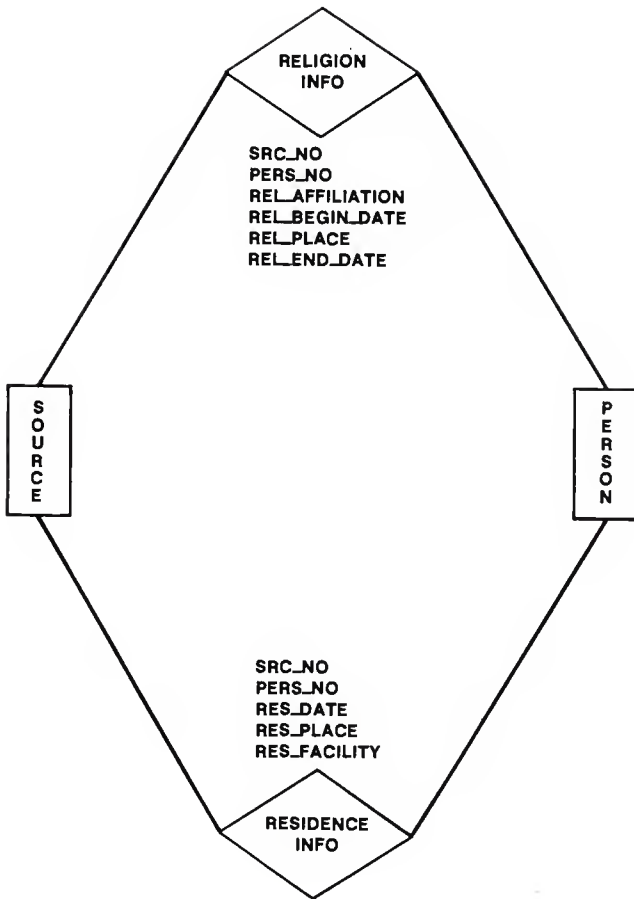 RELIGION
INFO
SRC_NO
PERS_NO
REL_AFFILIATION
REL_BEGIN_DATE
REL_PLACE
REL_END_DATE
SOURCE
PERSON
SRC_NO
PERS_NO
RES_DATE
RES_PLACE
RES_FACILITY
RESIDENCE
INFO